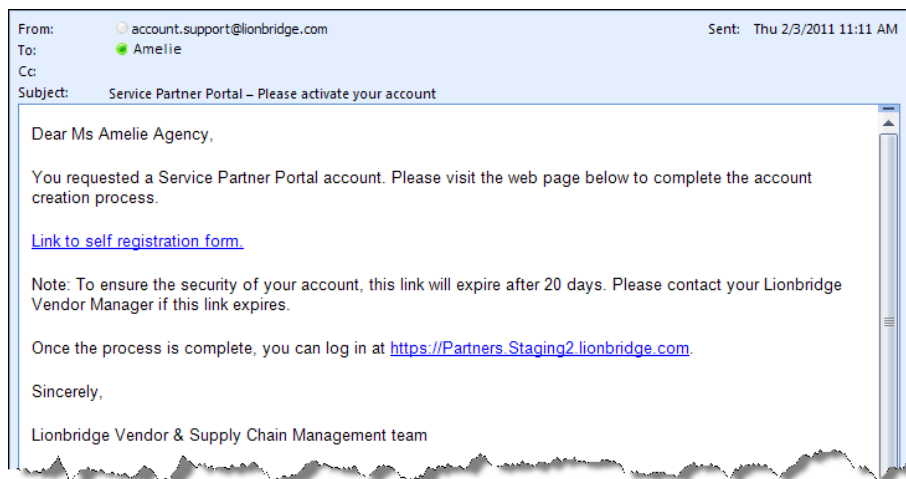 From: account.support@lionbridge.com Sent: Thu 2/3/2011 11:11 AM
To: Amelie
Cc:
Subject: Service Partner Portal – Please activate your account
Dear Ms Amelie Agency,
You requested a Service Partner Portal account. Please visit the web page below to complete the account
creation process.
Link to self registration form.
Note: To ensure the security of your account, this link will expire after 20 days. Please contact your Lionbridge
Vendor Manager if this link expires.
Once the process is complete, you can log in at https://Partners.Staging2.lionbridge.com.
Sincerely,
Lionbridge Vendor & Supply Chain Management team